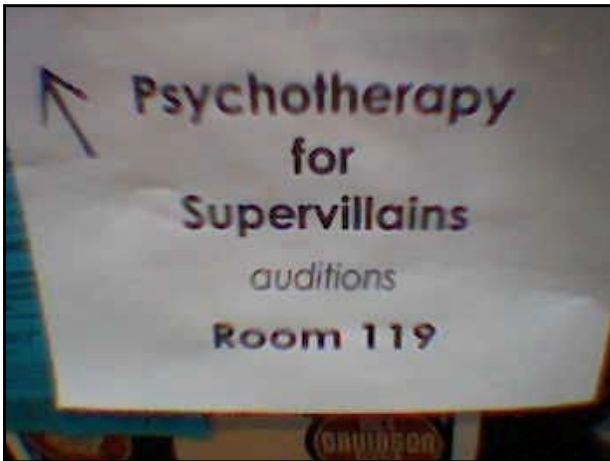 Psychotherapy
for
Supervillains
auditions
Room 119